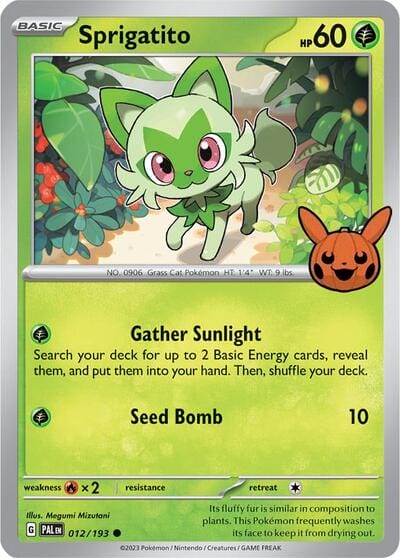 BASIC
Sprigatito
HP 60
NO. 0906 Grass Cat Pokémon HT: 1'4" WT: 9 lbs.
Gather Sunlight
Search your deck for up to 2 Basic Energy cards, reveal
them, and put them into your hand. Then, shuffle your deck.
Seed Bomb 10
weakness × 2 resistance retreat
Illus. Megumi Mizutani
G PAL EN 012/193
Its fluffy fur is similar in composition to
plants. This Pokémon frequently washes
its face to keep it from drying out.
©2023 Pokémon / Nintendo / Creatures / GAME FREAK